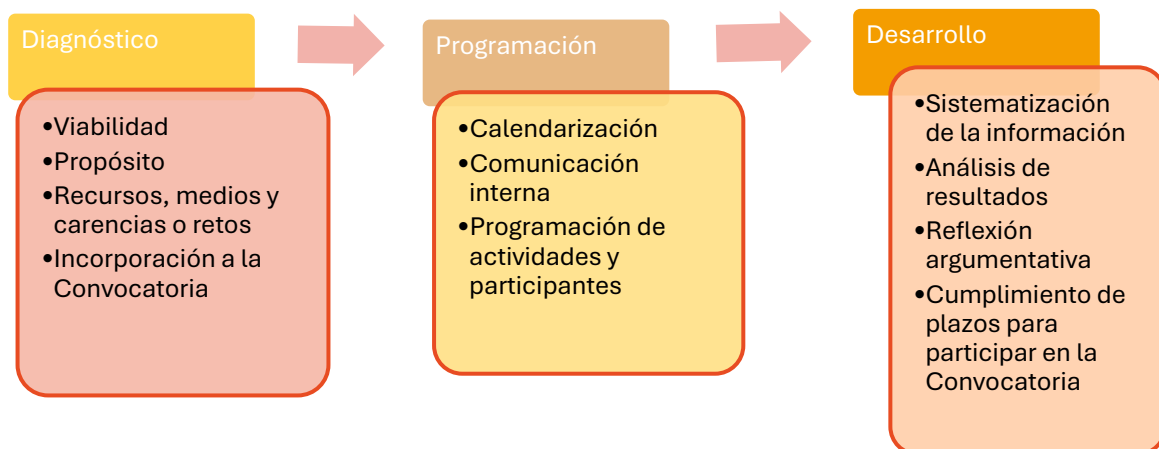 Diagnóstico
•Viabilidad
•Propósito
•Recursos, medios y
carencias o retos
•Incorporación a la
Convocatoria
Programación
•Calendarización
•Comunicación
interna
•Programación de
actividades y
participantes
Desarrollo
•Sistematización
de la información
•Análisis de
resultados
•Reflexión
argumentativa
•Cumplimiento de
plazos para
participar en la
Convocatoria